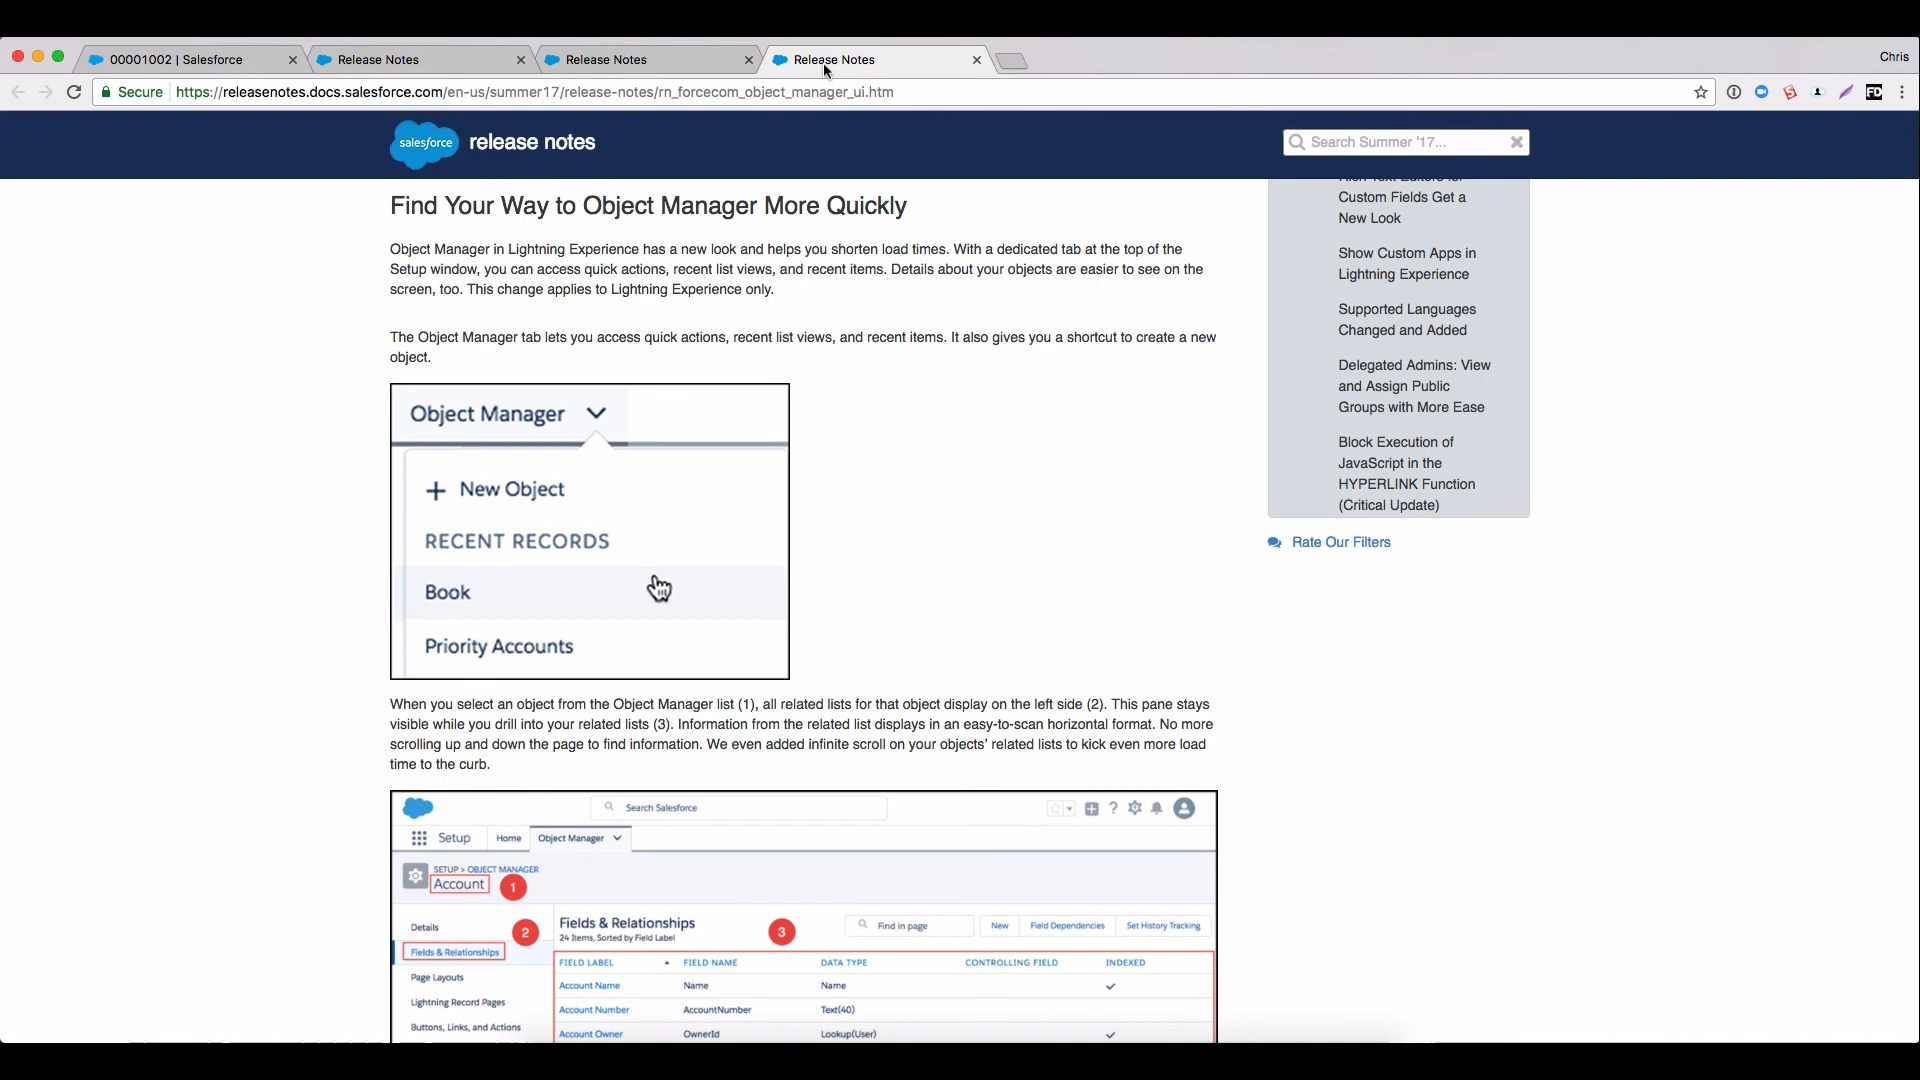 00001002 | Salesforce
Release Notes
Release Notes
Release Notes
Chris
Secure
https://releasenotes.docs.salesforce.com/en-us/summer17/release-notes/rn_forcecom_object_manager_ui.htm
FD
salesforce
release notes
Search Summer '17...
Find Your Way to Object Manager More Quickly
Object Manager in Lightning Experience has a new look and helps you shorten load times. With a dedicated tab at the top of the
Setup window, you can access quick actions, recent list views, and recent items. Details about your objects are easier to see on the
screen, too. This change applies to Lightning Experience only.
The Object Manager tab lets you access quick actions, recent list views, and recent items. It also gives you a shortcut to create a new
object.
Object Manager
+ New Object
RECENT RECORDS
Book
Priority Accounts
When you select an object from the Object Manager list (1), all related lists for that object display on the left side (2). This pane stays
visible while you drill into your related lists (3). Information from the related list displays in an easy-to-scan horizontal format. No more
scrolling up and down the page to find information. We even added infinite scroll on your objects' related lists to kick even more load
time to the curb.
Search Salesforce
Setup
Home
Object Manager
SETUP > OBJECT MANAGER
Account
1
Details
2
Fields & Relationships
Page Layouts
Lightning Record Pages
Buttons, Links, and Actions
Fields & Relationships
24 Items, Sorted by Field Label
3
Find in page
New
Field Dependencies
Set History Tracking
FIELD LABEL FIELD NAME DATA TYPE CONTROLLING FIELD INDEXED
Account Name Name Name
Account Number AccountNumber Text(40)
Account Owner OwnerId Lookup(User)
Custom Fields Get a
New Look
Show Custom Apps in
Lightning Experience
Supported Languages
Changed and Added
Delegated Admins: View
and Assign Public
Groups with More Ease
Block Execution of
JavaScript in the
HYPERLINK Function
(Critical Update)
Rate Our Filters